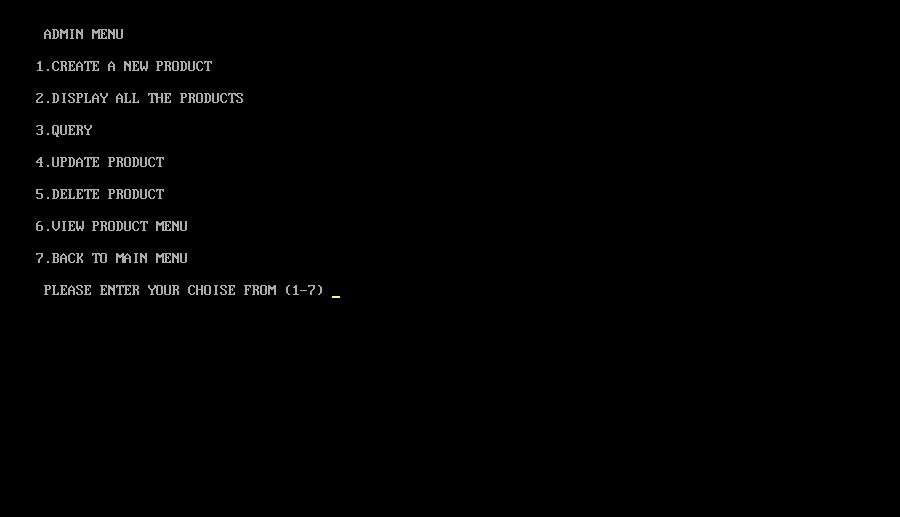 ADMIN MENU
1.CREATE A NEW PRODUCT
2.DISPLAY ALL THE PRODUCTS
3.QUERY
4.UPDATE PRODUCT
5.DELETE PRODUCT
6.VIEW PRODUCT MENU
7.BACK TO MAIN MENU
PLEASE ENTER YOUR CHOISE FROM (1-7) _